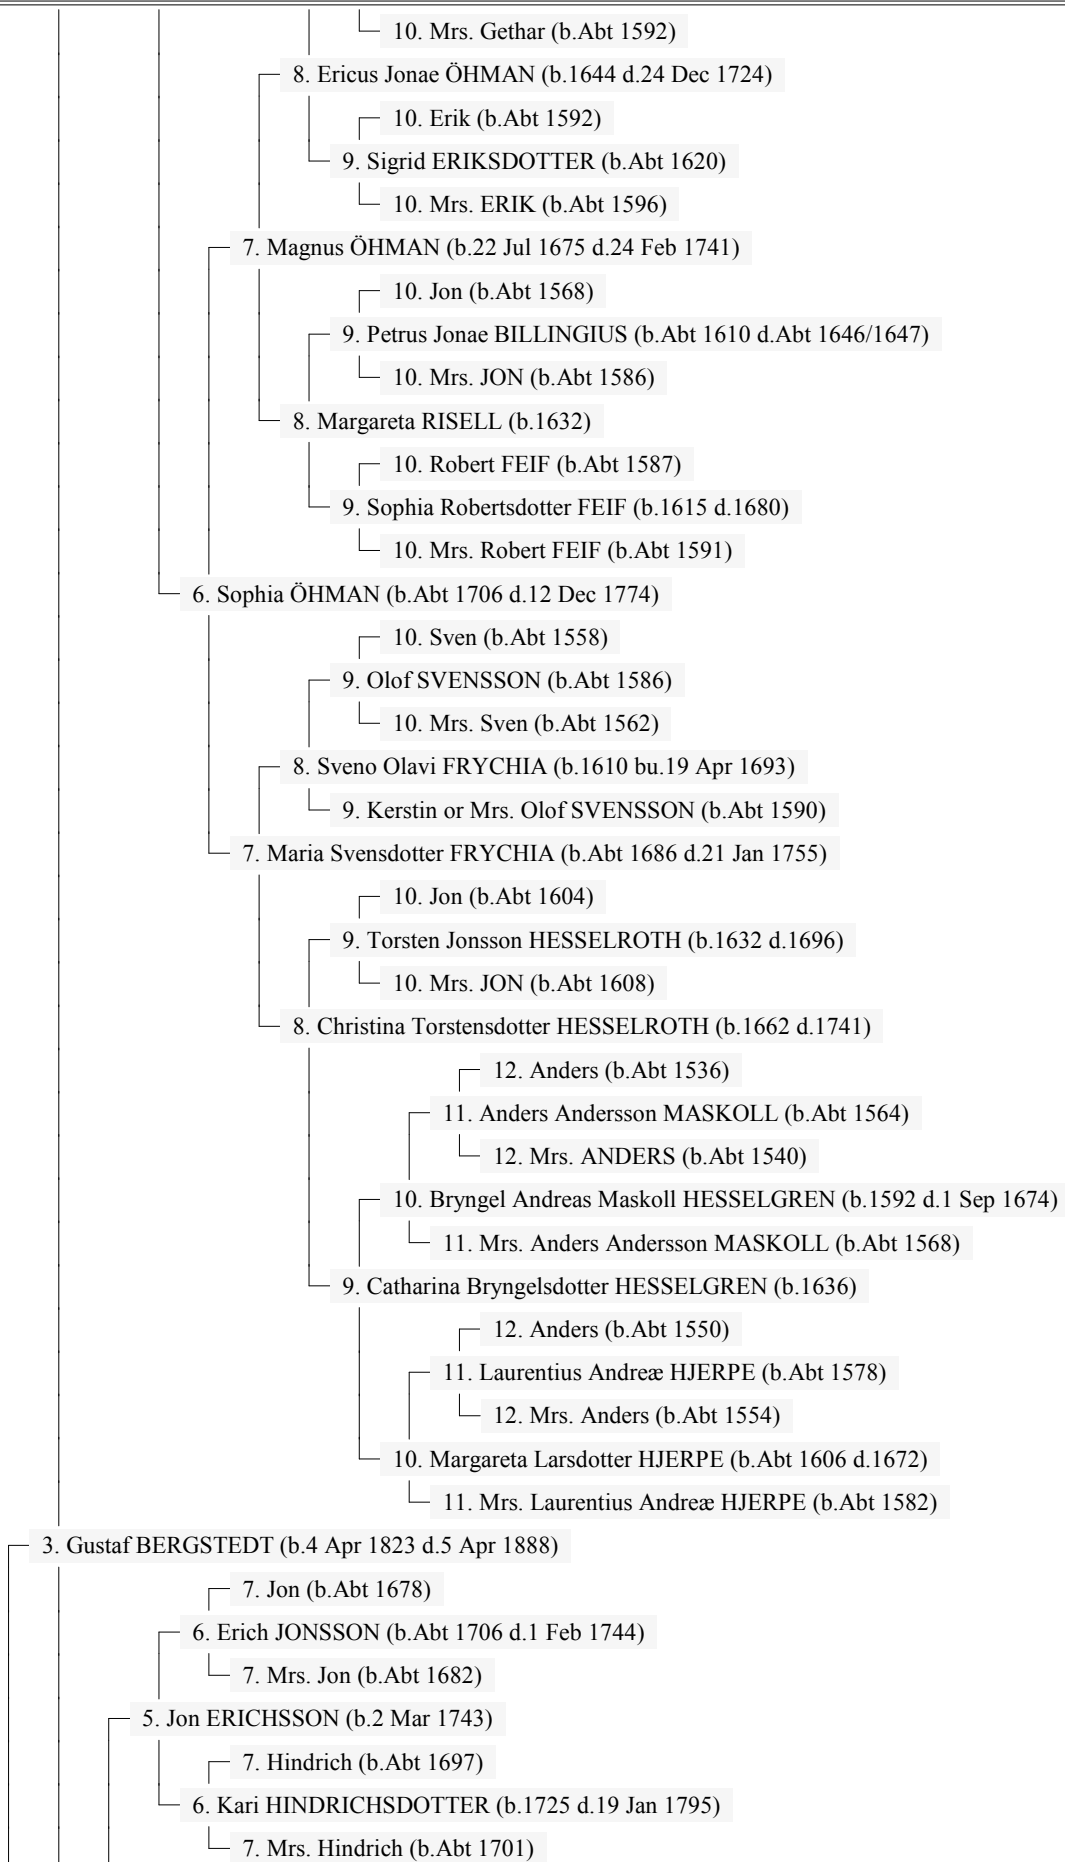 10. Mrs. Gethar (b.Abt 1592)
8. Ericus Jonae ÖHMAN (b.1644 d.24 Dec 1724)
10. Erik (b.Abt 1592)
9. Sigrid ERIKSDOTTER (b.Abt 1620)
10. Mrs. ERIK (b.Abt 1596)
7. Magnus ÖHMAN (b.22 Jul 1675 d.24 Feb 1741)
10. Jon (b.Abt 1568)
9. Petrus Jonae BILLINGIUS (b.Abt 1610 d.Abt 1646/1647)
10. Mrs. JON (b.Abt 1586)
8. Margareta RISELL (b.1632)
10. Robert FEIF (b.Abt 1587)
9. Sophia Robertsdotter FEIF (b.1615 d.1680)
10. Mrs. Robert FEIF (b.Abt 1591)
6. Sophia ÖHMAN (b.Abt 1706 d.12 Dec 1774)
10. Sven (b.Abt 1558)
9. Olof SVENSSON (b.Abt 1586)
10. Mrs. Sven (b.Abt 1562)
8. Sveno Olavi FRYCHIA (b.1610 bu.19 Apr 1693)
9. Kerstin or Mrs. Olof SVENSSON (b.Abt 1590)
7. Maria Svensdotter FRYCHIA (b.Abt 1686 d.21 Jan 1755)
10. Jon (b.Abt 1604)
9. Torsten Jonsson HESSELROTH (b.1632 d.1696)
10. Mrs. JON (b.Abt 1608)
8. Christina Torstensdotter HESSELROTH (b.1662 d.1741)
12. Anders (b.Abt 1536)
11. Anders Andersson MASKOLL (b.Abt 1564)
12. Mrs. ANDERS (b.Abt 1540)
10. Bryngel Andreas Maskoll HESSELGREN (b.1592 d.1 Sep 1674)
11. Mrs. Anders Andersson MASKOLL (b.Abt 1568)
9. Catharina Bryngelsdotter HESSELGREN (b.1636)
12. Anders (b.Abt 1550)
11. Laurentius Andreæ HJERPE (b.Abt 1578)
12. Mrs. Anders (b.Abt 1554)
10. Margareta Larsdotter HJERPE (b.Abt 1606 d.1672)
11. Mrs. Laurentius Andreæ HJERPE (b.Abt 1582)
3. Gustaf BERGSTEDT (b.4 Apr 1823 d.5 Apr 1888)
7. Jon (b.Abt 1678)
6. Erich JONSSON (b.Abt 1706 d.1 Feb 1744)
7. Mrs. Jon (b.Abt 1682)
5. Jon ERICHSSON (b.2 Mar 1743)
7. Hindrich (b.Abt 1697)
6. Kari HINDRICHSDOTTER (b.1725 d.19 Jan 1795)
7. Mrs. Hindrich (b.Abt 1701)